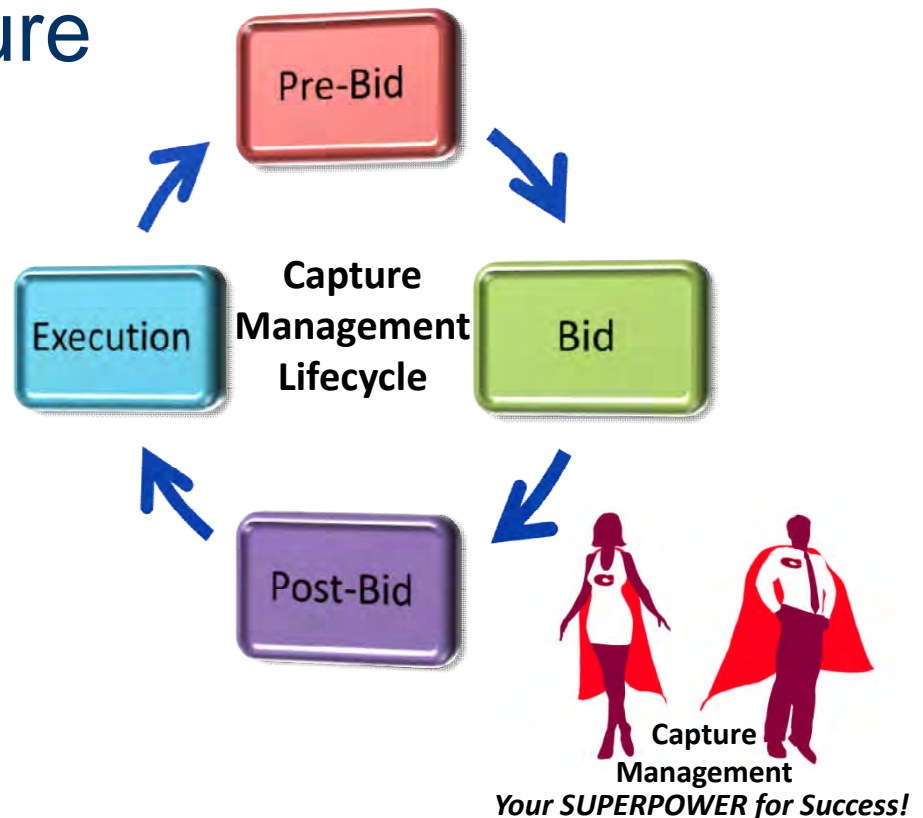 ure
Pre-Bid
Capture
Management
Lifecycle
Execution
Bid
Post-Bid
Capture
Management
Your SUPERPOWER for Success!